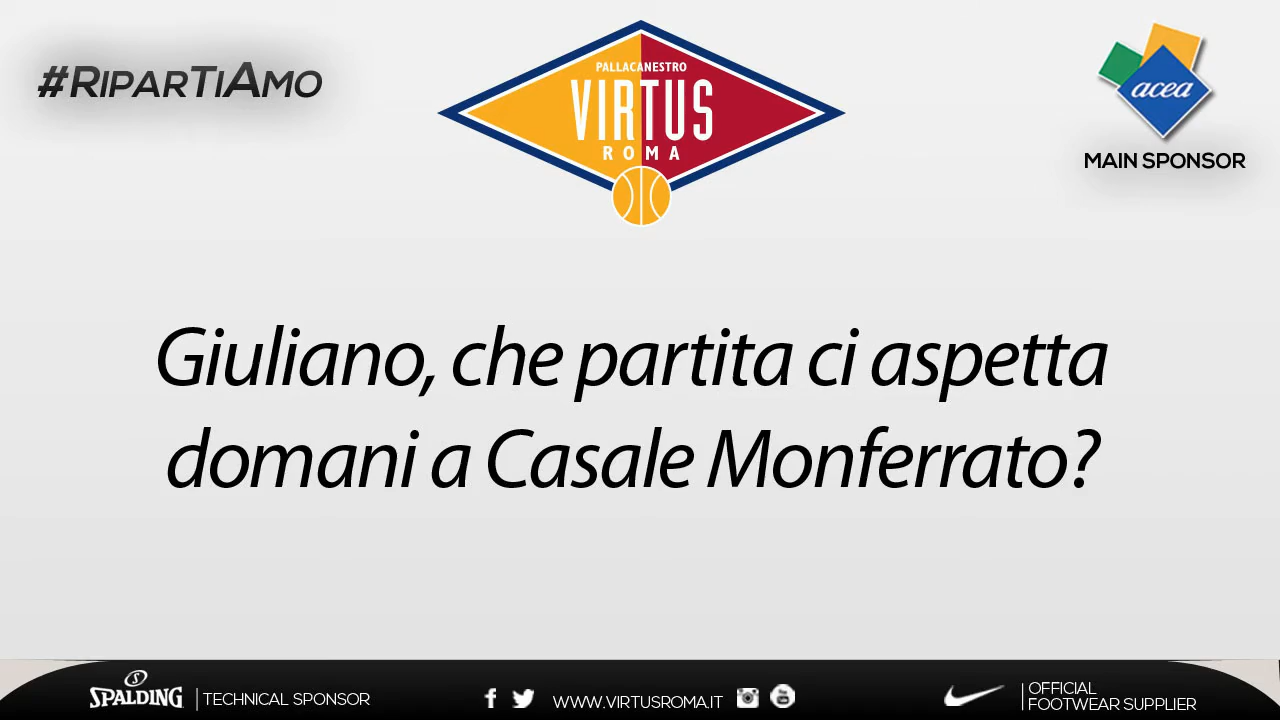 #RIPARTIAMO
PALLACANESTRO
VIRTUS
ROMA
acea
MAIN SPONSOR
Giuliano, che partita ci aspetta
domani a Casale Monferrato?
SPALDING
TECHNICAL SPONSOR
WWW.VIRTUSROMA.IT
OFFICIAL
FOOTWEAR SUPPLIER